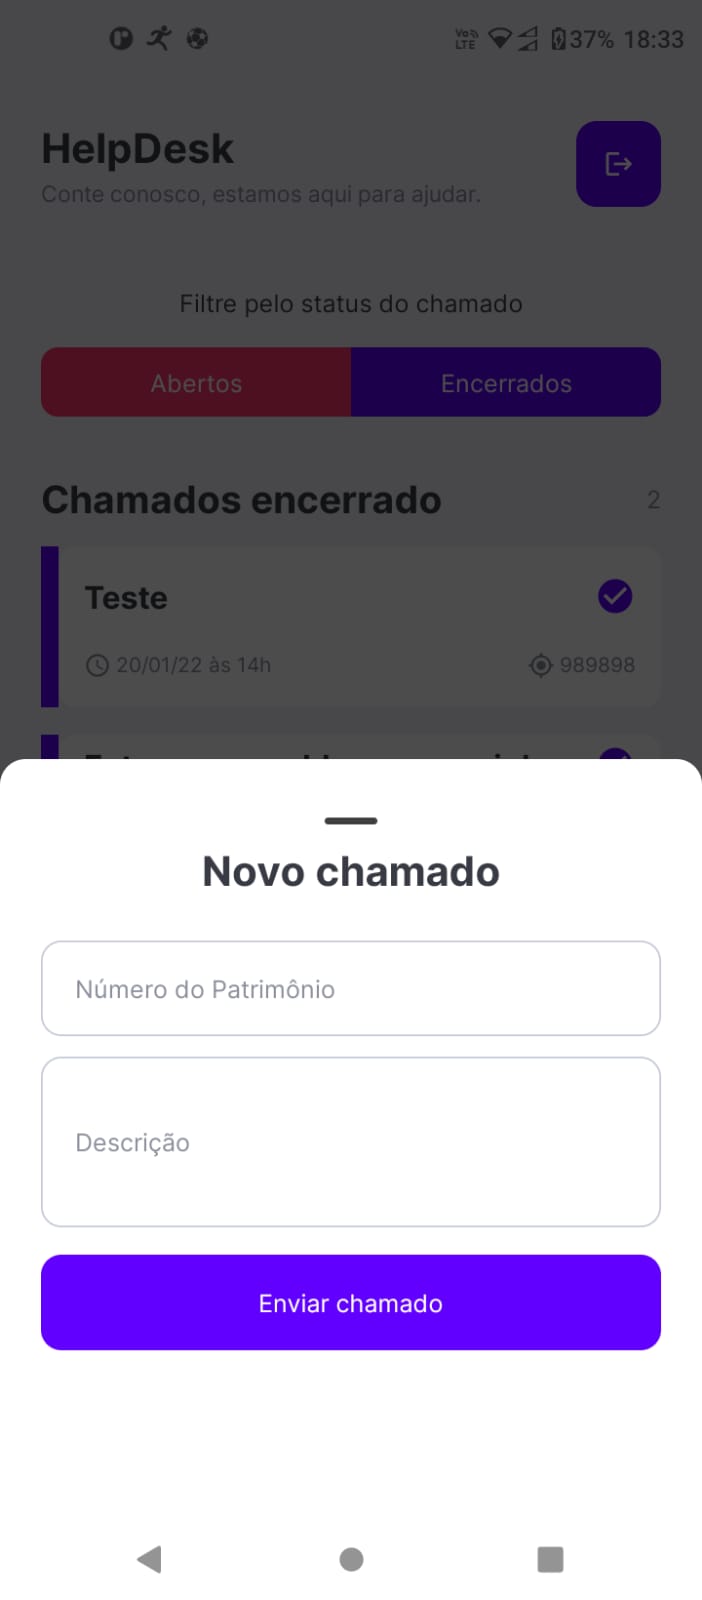 Vo LTE 37% 18:33
HelpDesk
Conte conosco, estamos aqui para ajudar.
Filtre pelo status do chamado
Abertos Encerrados
Chamados encerrado 2
Teste
20/01/22 às 14h 989898
Novo chamado
Número do Patrimônio
Descrição
Enviar chamado